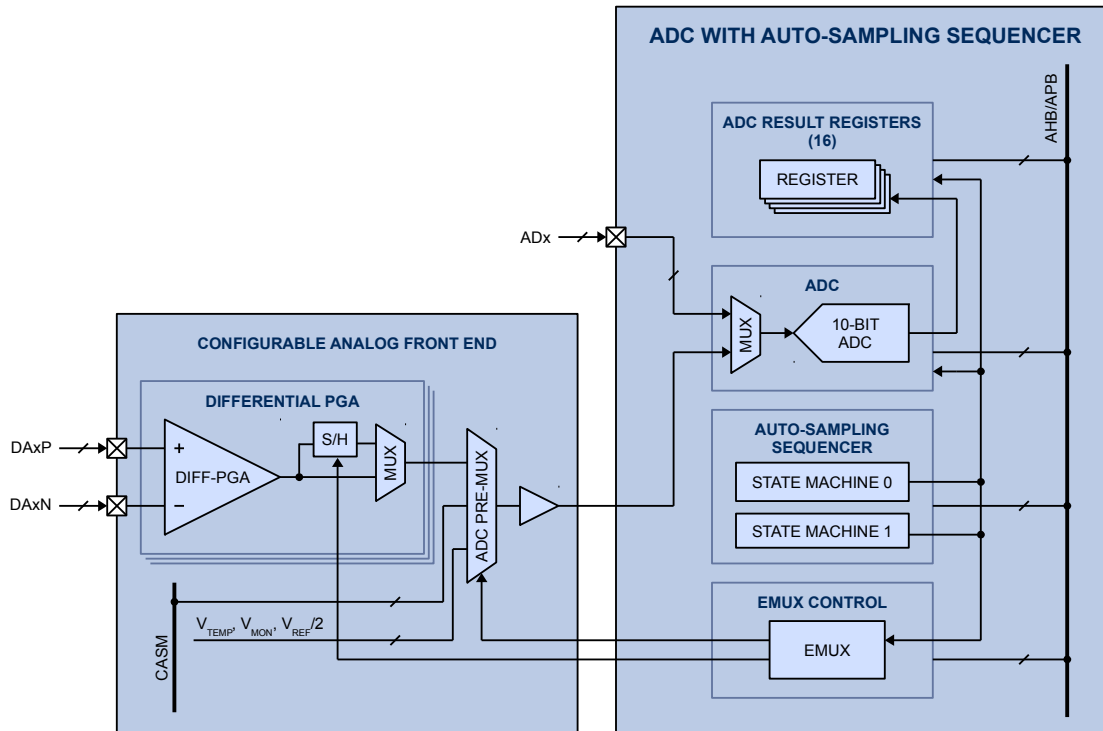 ADC WITH AUTO-SAMPLING SEQUENCER
AHB/APB
ADC RESULT REGISTERS
(16)
REGISTER
ADx
ADC
MUX
10-BIT
ADC
CONFIGURABLE ANALOG FRONT END
DIFFERENTIAL PGA
DAxP
DAxN
+
DIFF-PGA
−
S/H
MUX
ADC PRE-MUX
AUTO-SAMPLING
SEQUENCER
STATE MACHINE 0
STATE MACHINE 1
EMUX CONTROL
EMUX
CASM
VTEMP, VMON, VREF/2